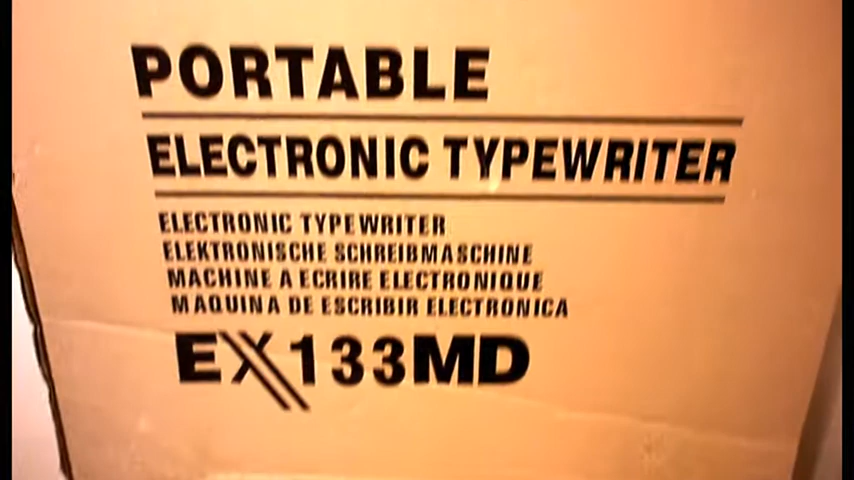 PORTABLE
ELECTRONIC TYPEWRITER
ELECTRONIC TYPEWRITER
ELEKTRONISCHE SCHREIBMASCHINE
MACHINE A ECRIRE ELECTRONIQUE
MAQUINA DE ESCRIBIR ELECTRONICA
EX133MD